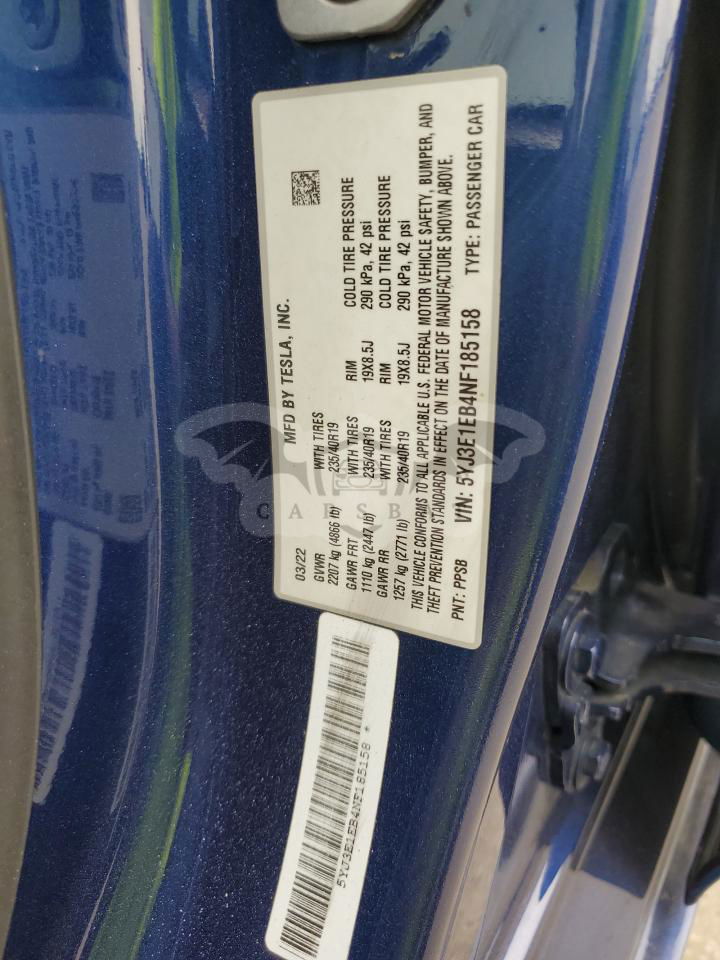 MFD BY TESLA, INC.
03/22
GVWR WITH TIRES RIM COLD TIRE PRESSURE
2207 kg (4866 lb) 235/40R19 19X8.5J 290 kPa, 42 psi
GAWR FRT WITH TIRES RIM COLD TIRE PRESSURE
1110 kg (2447 lb) 235/40R19
GAWR RR WITH TIRES
1257 kg (2771 lb) 235/40R19 19X8.5J 290 kPa, 42 psi
THIS VEHICLE CONFORMS TO ALL APPLICABLE U.S. FEDERAL MOTOR VEHICLE SAFETY, BUMPER, AND
THEFT PREVENTION STANDARDS IN EFFECT ON THE DATE OF MANUFACTURE SHOWN ABOVE.
PNT: PPSB VIN: 5YJ3E1EB4NF185158 TYPE: PASSENGER CAR
5YJ3E1EB4NF185158 *